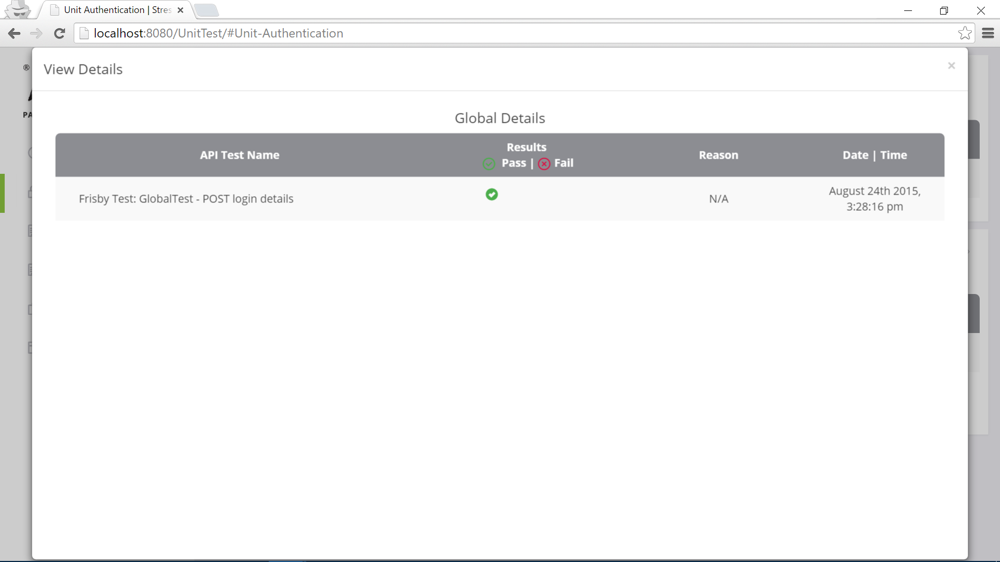 Unit Authentication | Stres
localhost:8080/UnitTest/#Unit-Authentication
®
View Details
PA
Global Details
API Test Name
Results
Pass | Fail
Reason
Date | Time
Frisby Test: GlobalTest - POST login details
N/A
August 24th 2015,
3:28:16 pm